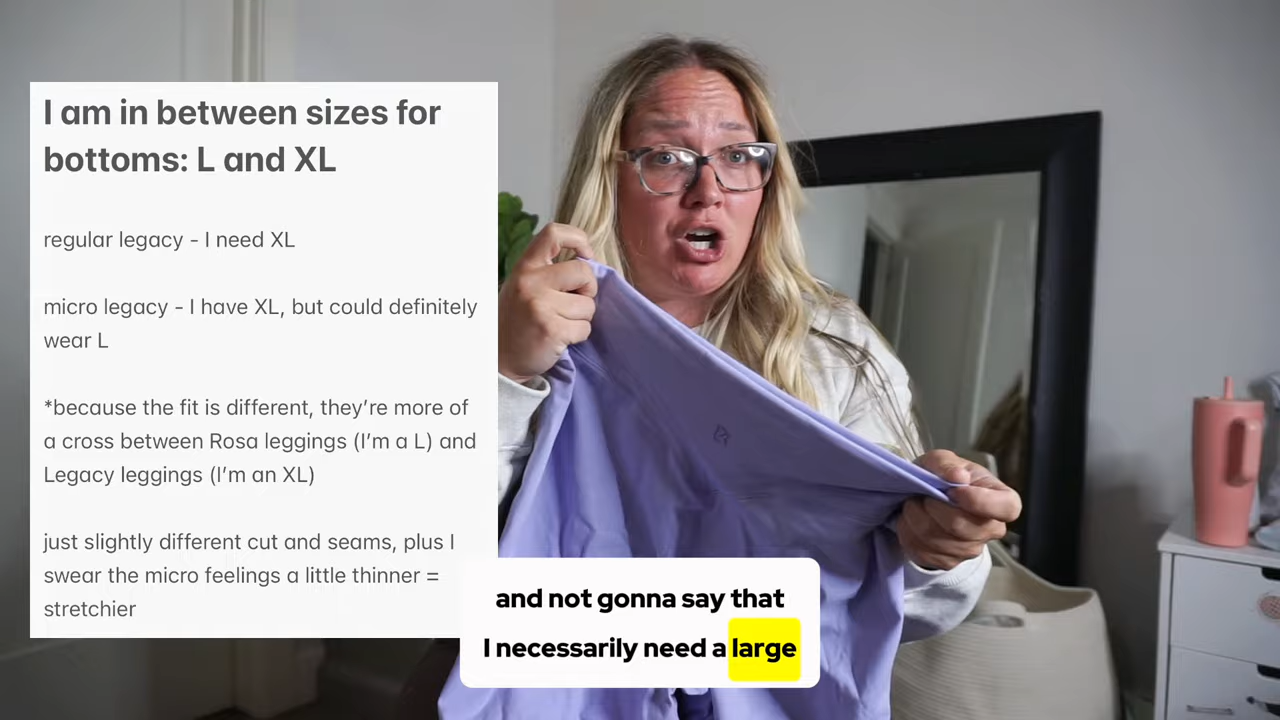 I am in between sizes for
bottoms: L and XL
regular legacy - I need XL
micro legacy - I have XL, but could definitely
wear L
*because the fit is different, they’re more of
a cross between Rosa leggings (I’m a L) and
Legacy leggings (I’m an XL)
just slightly different cut and seams, plus I
swear the micro feelings a little thinner =
stretchier
and not gonna say that
I necessarily need a large